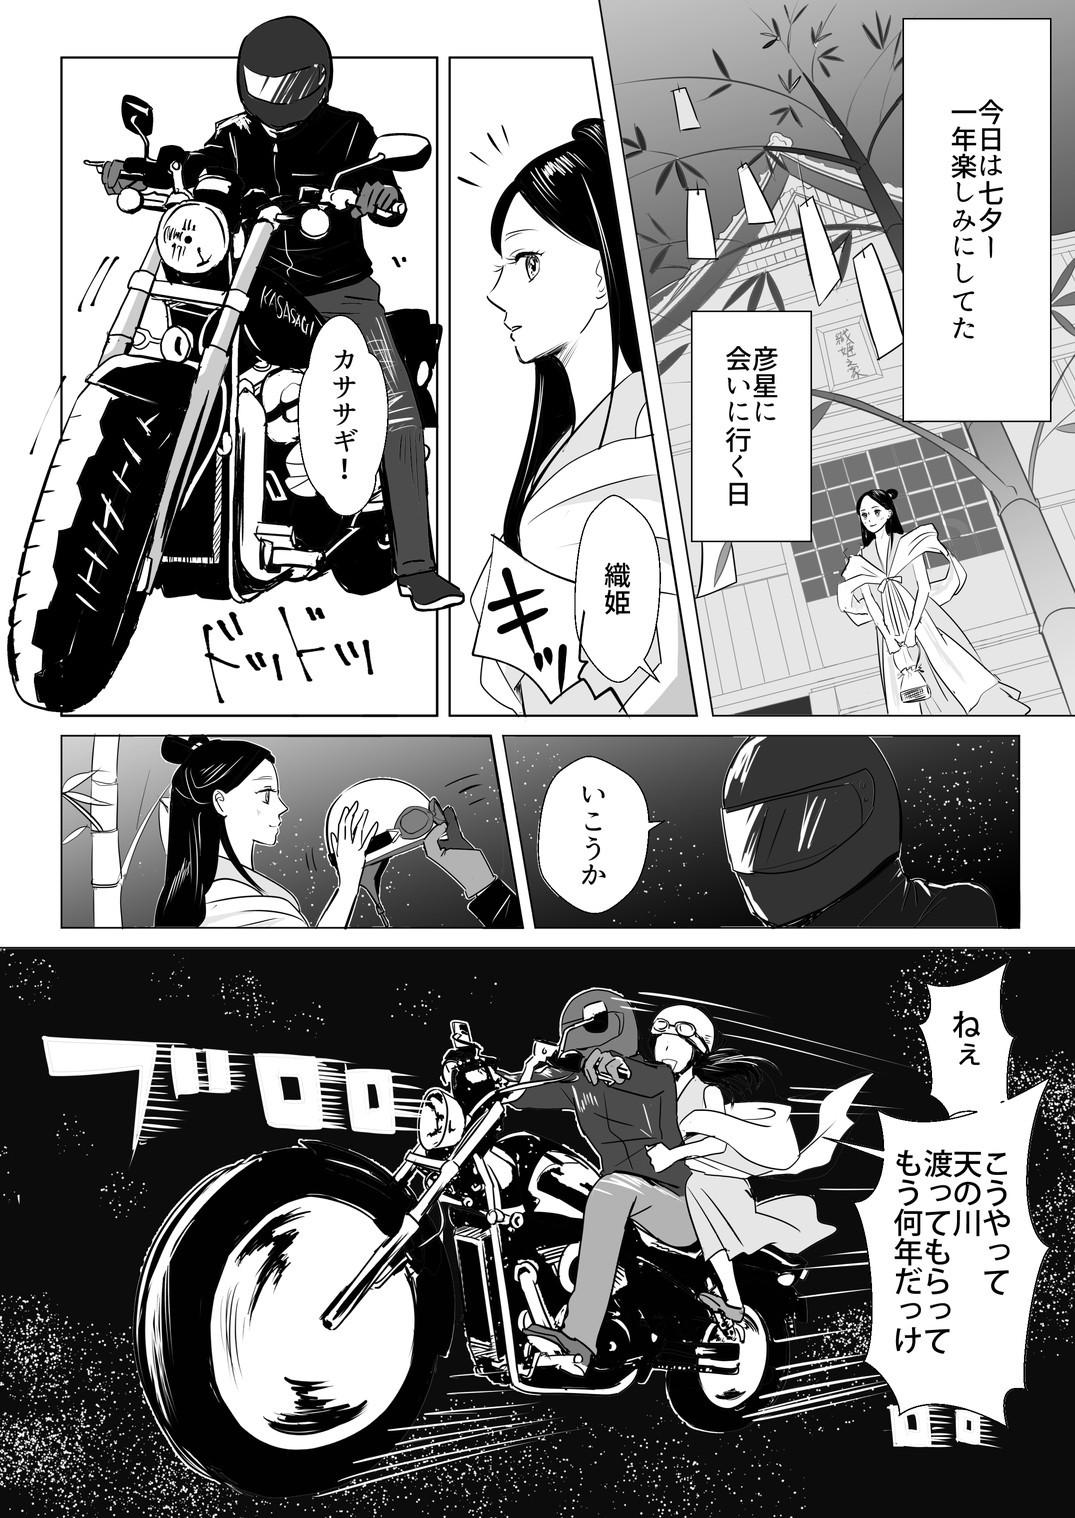 今日は七夕ー
一年楽しみにしてた
織姫家
彦星に
会いに行く日
織姫
キッ
カササギ！
KASASAGI
ドッドッ
いこうか
ねぇ
こうやって
天の川
渡ってもらって
もう何年だっけ
ブロロロロ